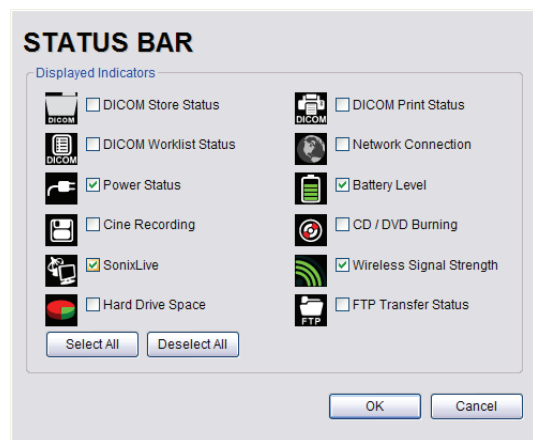 STATUS BAR
Displayed Indicators
DICOM
DICOM Store Status
DICOM
DICOM Print Status
DICOM
DICOM Worklist Status
Network Connection
Power Status
Battery Level
Cine Recording
CD / DVD Burning
SonixLive
Wireless Signal Strength
Hard Drive Space
FTP
FTP Transfer Status
Select All
Deselect All
OK
Cancel